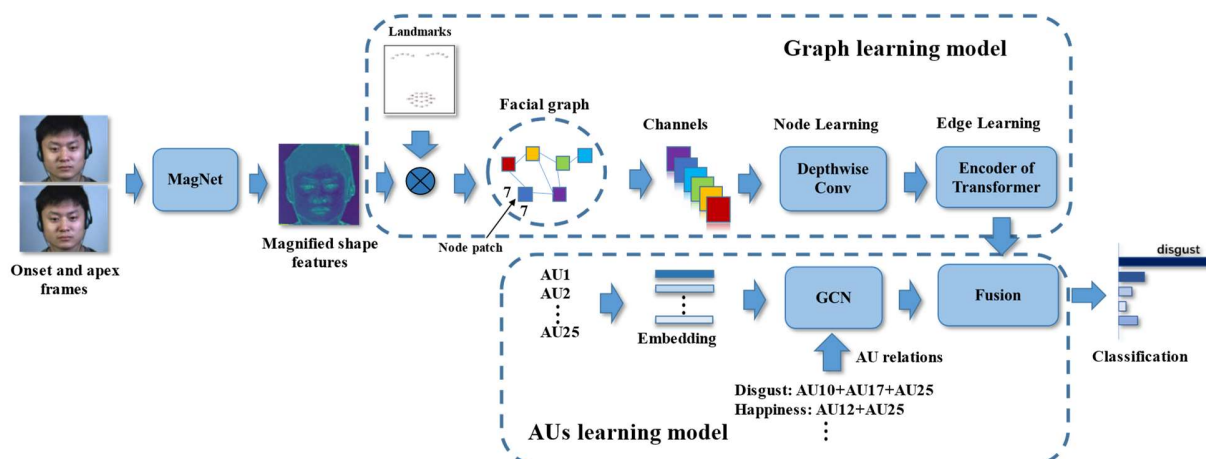 Landmarks
Graph learning model
Facial graph
Channels
Node Learning
Edge Learning
MagNet
7
7
Depthwise
Conv
Encoder of
Transformer
Node patch
Magnified shape
features
Onset and apex
frames
disgust
AU1
AU2
AU25
Embedding
GCN
Fusion
Classification
AU relations
Disgust: AU10+AU17+AU25
Happiness: AU12+AU25
AUs learning model